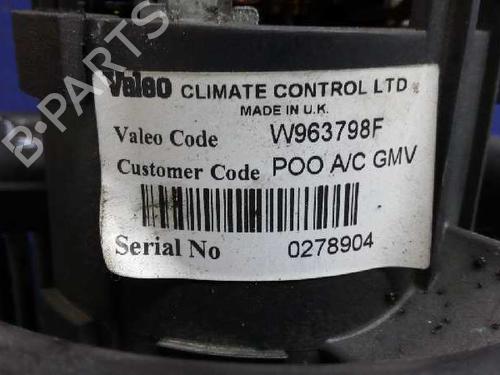 B-PARTS
Valeo CLIMATE CONTROL LTD
MADE IN U.K.
Valeo Code W963798F
Customer Code POO A/C GMV
Serial No 0278904